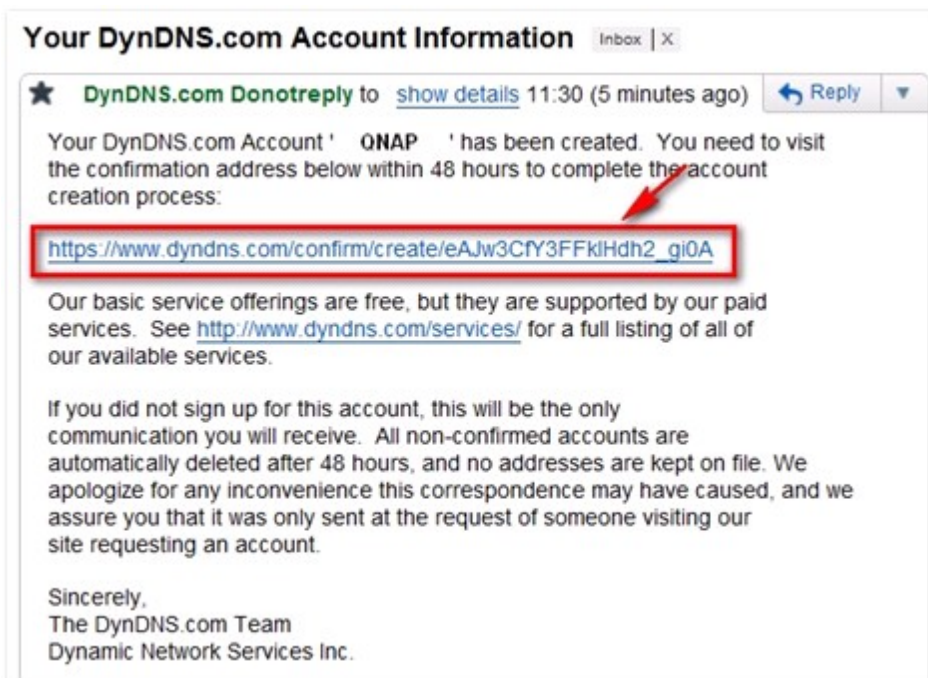 Your DynDNS.com Account Information Inbox | X
DynDNS.com Donotreply to show details 11:30 (5 minutes ago) Reply
Your DynDNS.com Account ' QNAP ' has been created. You need to visit
the confirmation address below within 48 hours to complete the account
creation process:
https://www.dyndns.com/confirm/create/eAJw3CfY3FFklHdh2_gi0A
Our basic service offerings are free, but they are supported by our paid
services. See http://www.dyndns.com/services/ for a full listing of all of
our available services.
If you did not sign up for this account, this will be the only
communication you will receive. All non-confirmed accounts are
automatically deleted after 48 hours, and no addresses are kept on file. We
apologize for any inconvenience this correspondence may have caused, and we
assure you that it was only sent at the request of someone visiting our
site requesting an account.
Sincerely,
The DynDNS.com Team
Dynamic Network Services Inc.